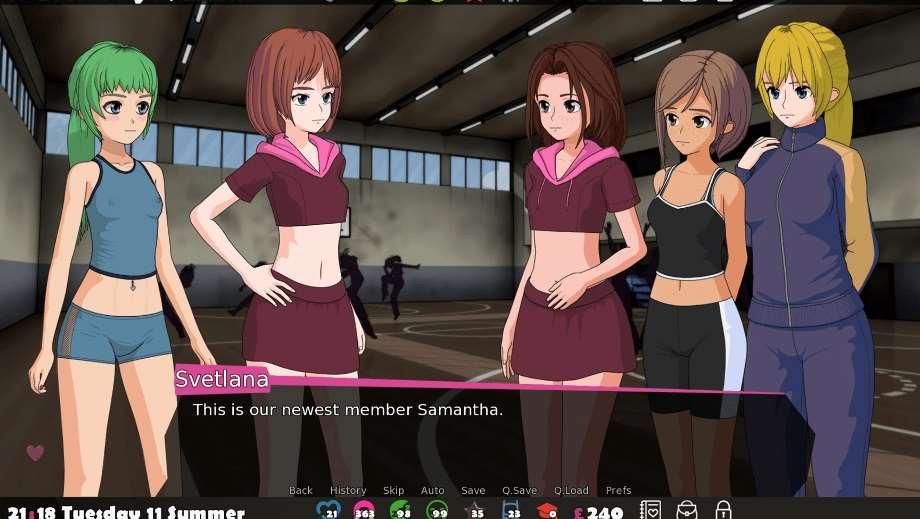 Svetlana
This is our newest member Samantha.
Back History Skip Auto Save Q.Save Q.Load Prefs
21:18 Tuesday 11 Summer 21 363 98 99 35 23 0 £240